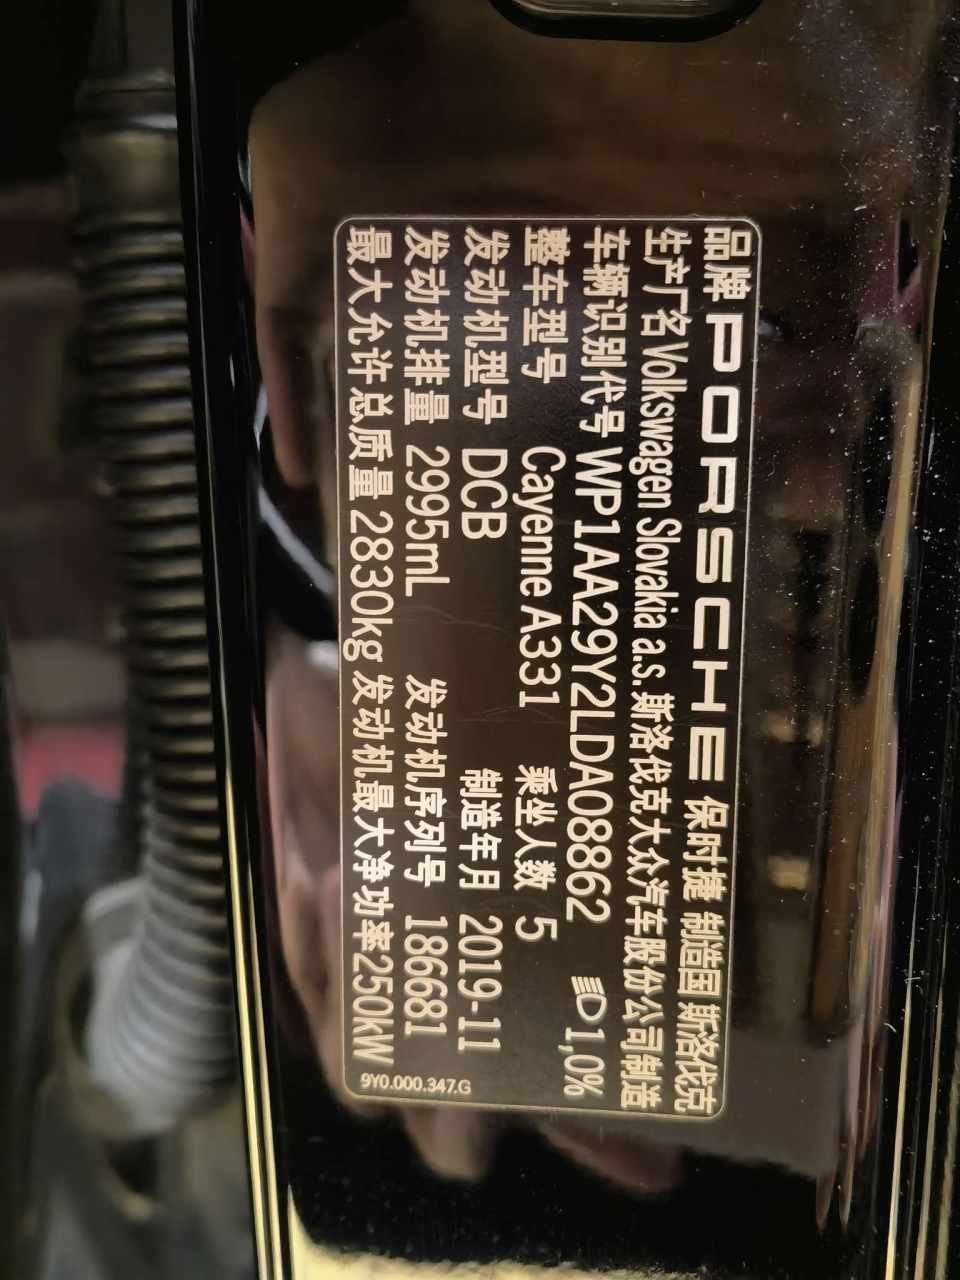 品牌 PORSCHE 保时捷 制造国 斯洛伐克
生产厂名 Volkswagen Slovakia a.s. 斯洛伐克大众汽车股份公司制造
车辆识别代号 WP1AA29Y2LDA08862 1,0%
整车型号 Cayenne A331 乘坐人数 5
发动机型号 DCB 制造年月 2019-11
发动机排量 2995mL 发动机序列号 186681
最大允许总质量 2830kg 发动机最大净功率250kW
9Y0.000.347.G